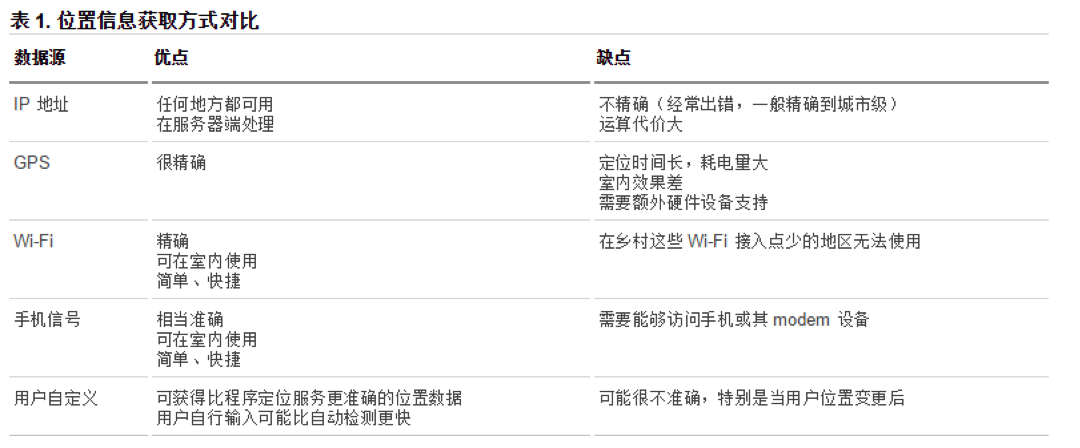 表 1. 位置信息获取方式对比
数据源 优点 缺点
IP 地址 任何地方都可用 不精确（经常出错，一般精确到城市级）
在服务器端处理 运算代价大
GPS 很精确 定位时间长，耗电量大
室内效果差
需要额外硬件设备支持
Wi-Fi 精确 在乡村这些 Wi-Fi 接入点少的地区无法使用
可在室内使用
简单、快捷
手机信号 相当准确 需要能够访问手机或其 modem 设备
可在室内使用
简单、快捷
用户自定义 可获得比程序定位服务更准确的位置数据 可能很不准确，特别是当用户位置变更后
用户自行输入可能比自动检测更快